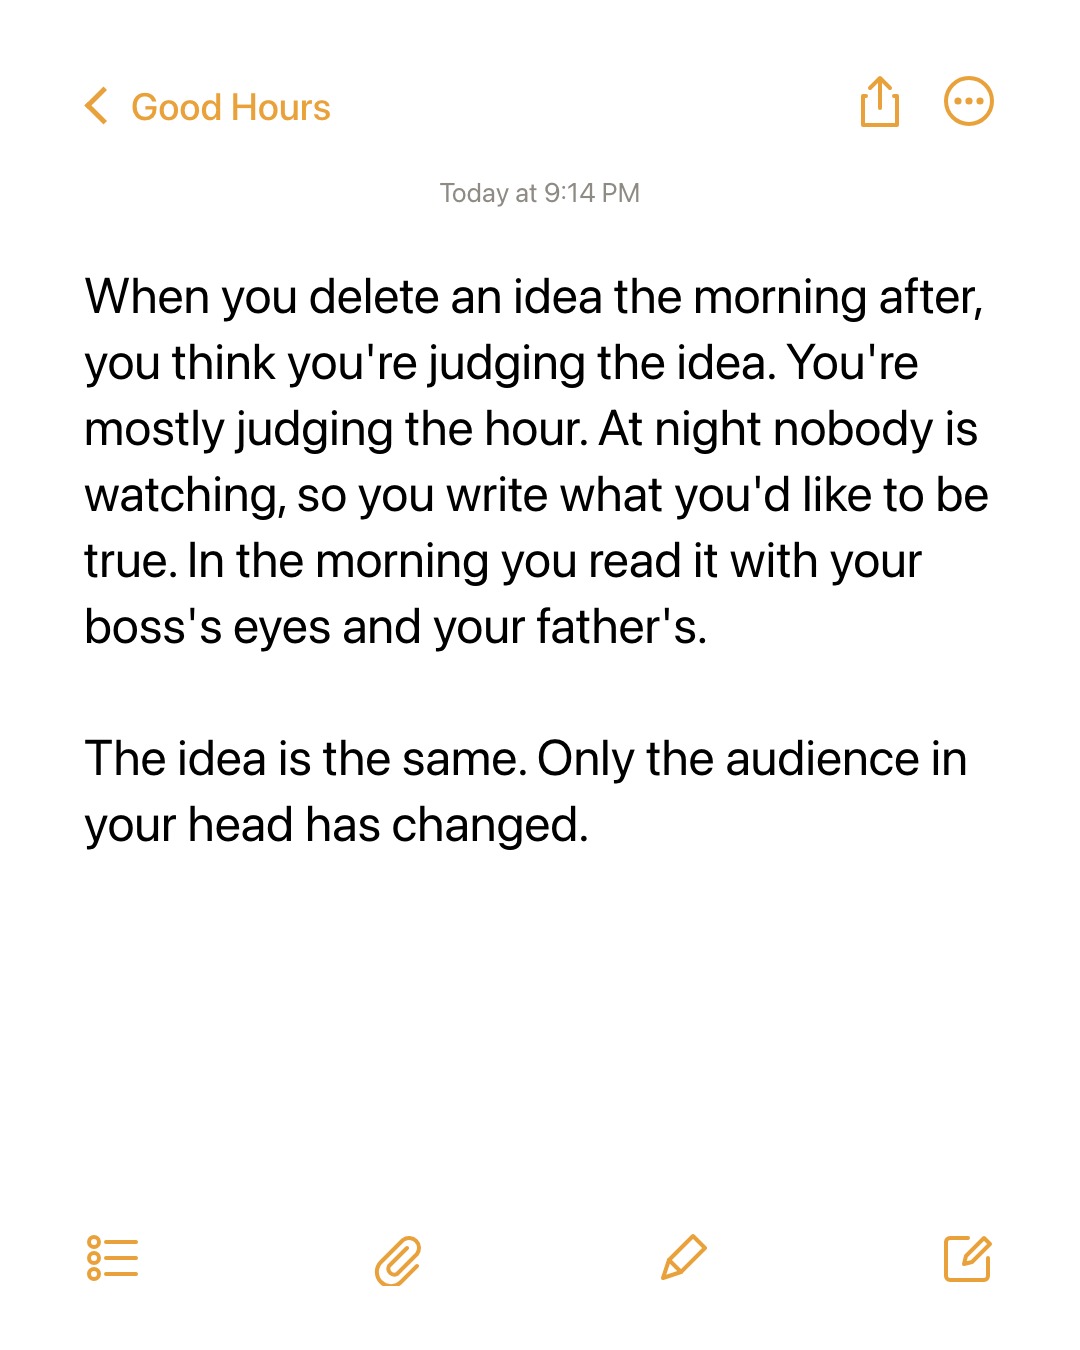 Good Hours
Today at 9:14 PM
When you delete an idea the morning after,
you think you're judging the idea. You're
mostly judging the hour. At night nobody is
watching, so you write what you'd like to be
true. In the morning you read it with your
boss's eyes and your father's.
The idea is the same. Only the audience in
your head has changed.